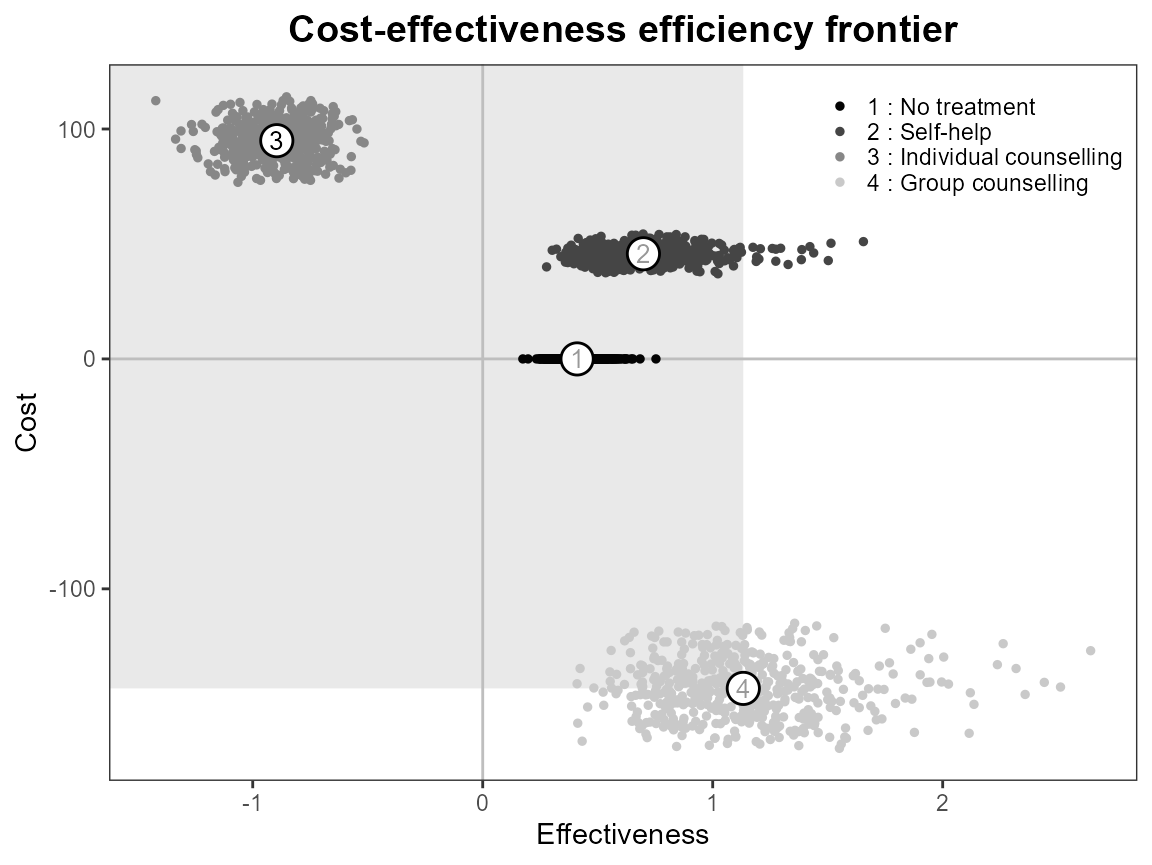 Cost-effectiveness efficiency frontier
1 : No treatment
2 : Self-help
3 : Individual counselling
4 : Group counselling
100
0
-100
Cost
3
2
1
4
-1
0
1
2
Effectiveness